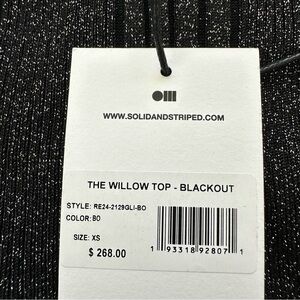 WWW.SOLIDANDSTRIPED.COM
THE WILLOW TOP - BLACKOUT
STYLE: RE24-2129GLI-BO
COLOR: BO
SIZE: XS
$ 268.00
1 93318 92807 1